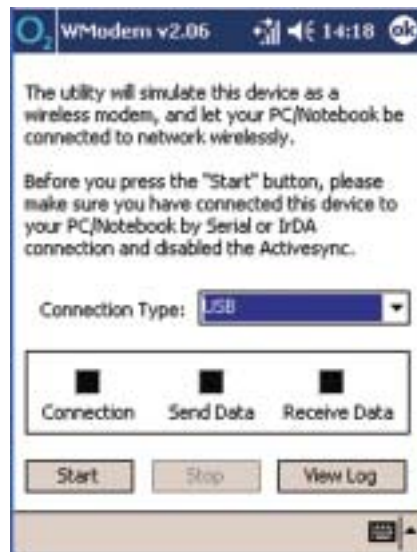 O2 WModem v2.06 14:18 ok
The utility will simulate this device as a
wireless modem, and let your PC/Notebook be
connected to network wirelessly.
Before you press the "Start" button, please
make sure you have connected this device to
your PC/Notebook by Serial or IrDA
connection and disabled the Activesync.
Connection Type: USB
Connection Send Data Receive Data
Start Stop View Log